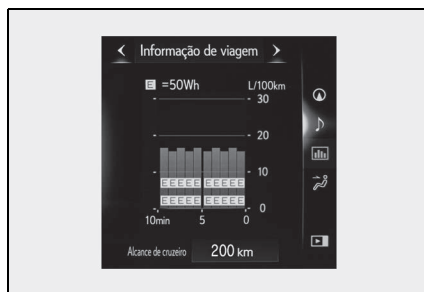 Informação de viagem
E =50Wh L/100km
30
20
10
EEEEE EEEEE
EEEEE EEEEE
0
10min 5 0
Alcance de cruzeiro 200 km